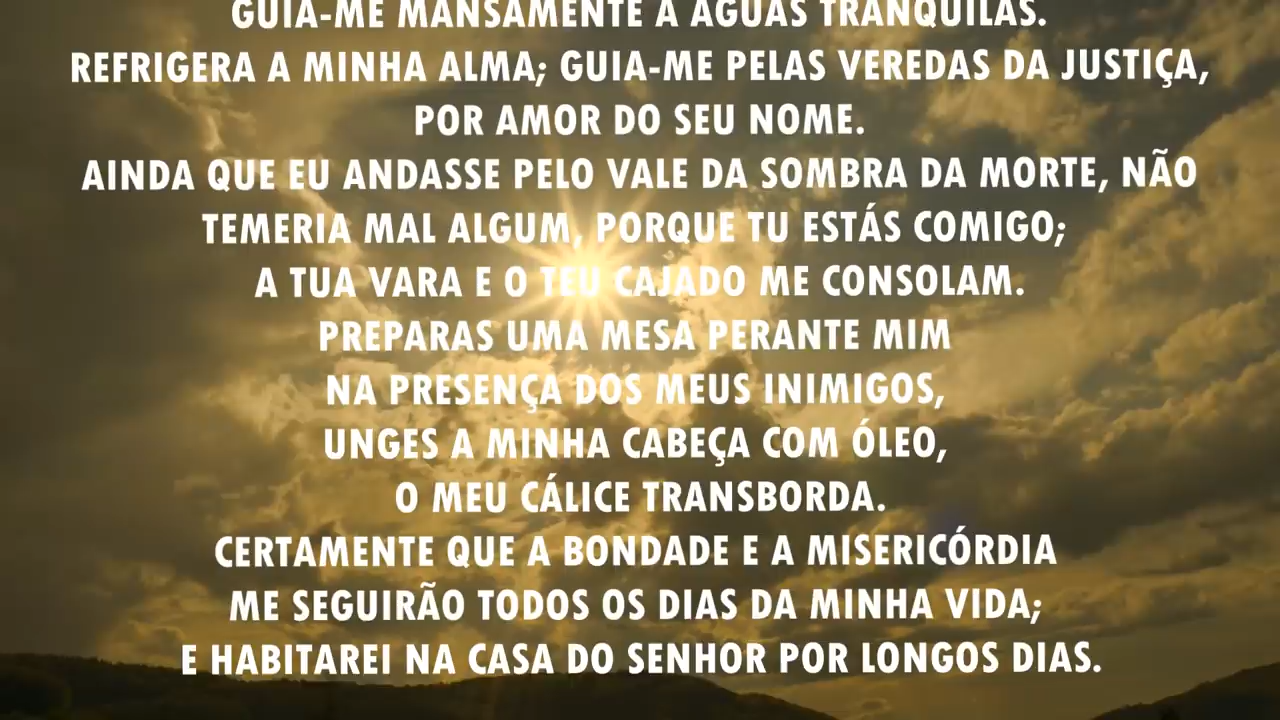 GUIA-ME MANSAMENTE A ÁGUAS TRANQUILAS.
REFRIGERA A MINHA ALMA; GUIA-ME PELAS VEREDAS DA JUSTIÇA,
POR AMOR DO SEU NOME.
AINDA QUE EU ANDASSE PELO VALE DA SOMBRA DA MORTE, NÃO
TEMERIA MAL ALGUM, PORQUE TU ESTÁS COMIGO;
A TUA VARA E O TEU CAJADO ME CONSOLAM.
PREPARAS UMA MESA PERANTE MIM
NA PRESENÇA DOS MEUS INIMIGOS,
UNGES A MINHA CABEÇA COM ÓLEO,
O MEU CÁLICE TRANSBORDA.
CERTAMENTE QUE A BONDADE E A MISERICÓRDIA
ME SEGUIRÃO TODOS OS DIAS DA MINHA VIDA;
E HABITAREI NA CASA DO SENHOR POR LONGOS DIAS.